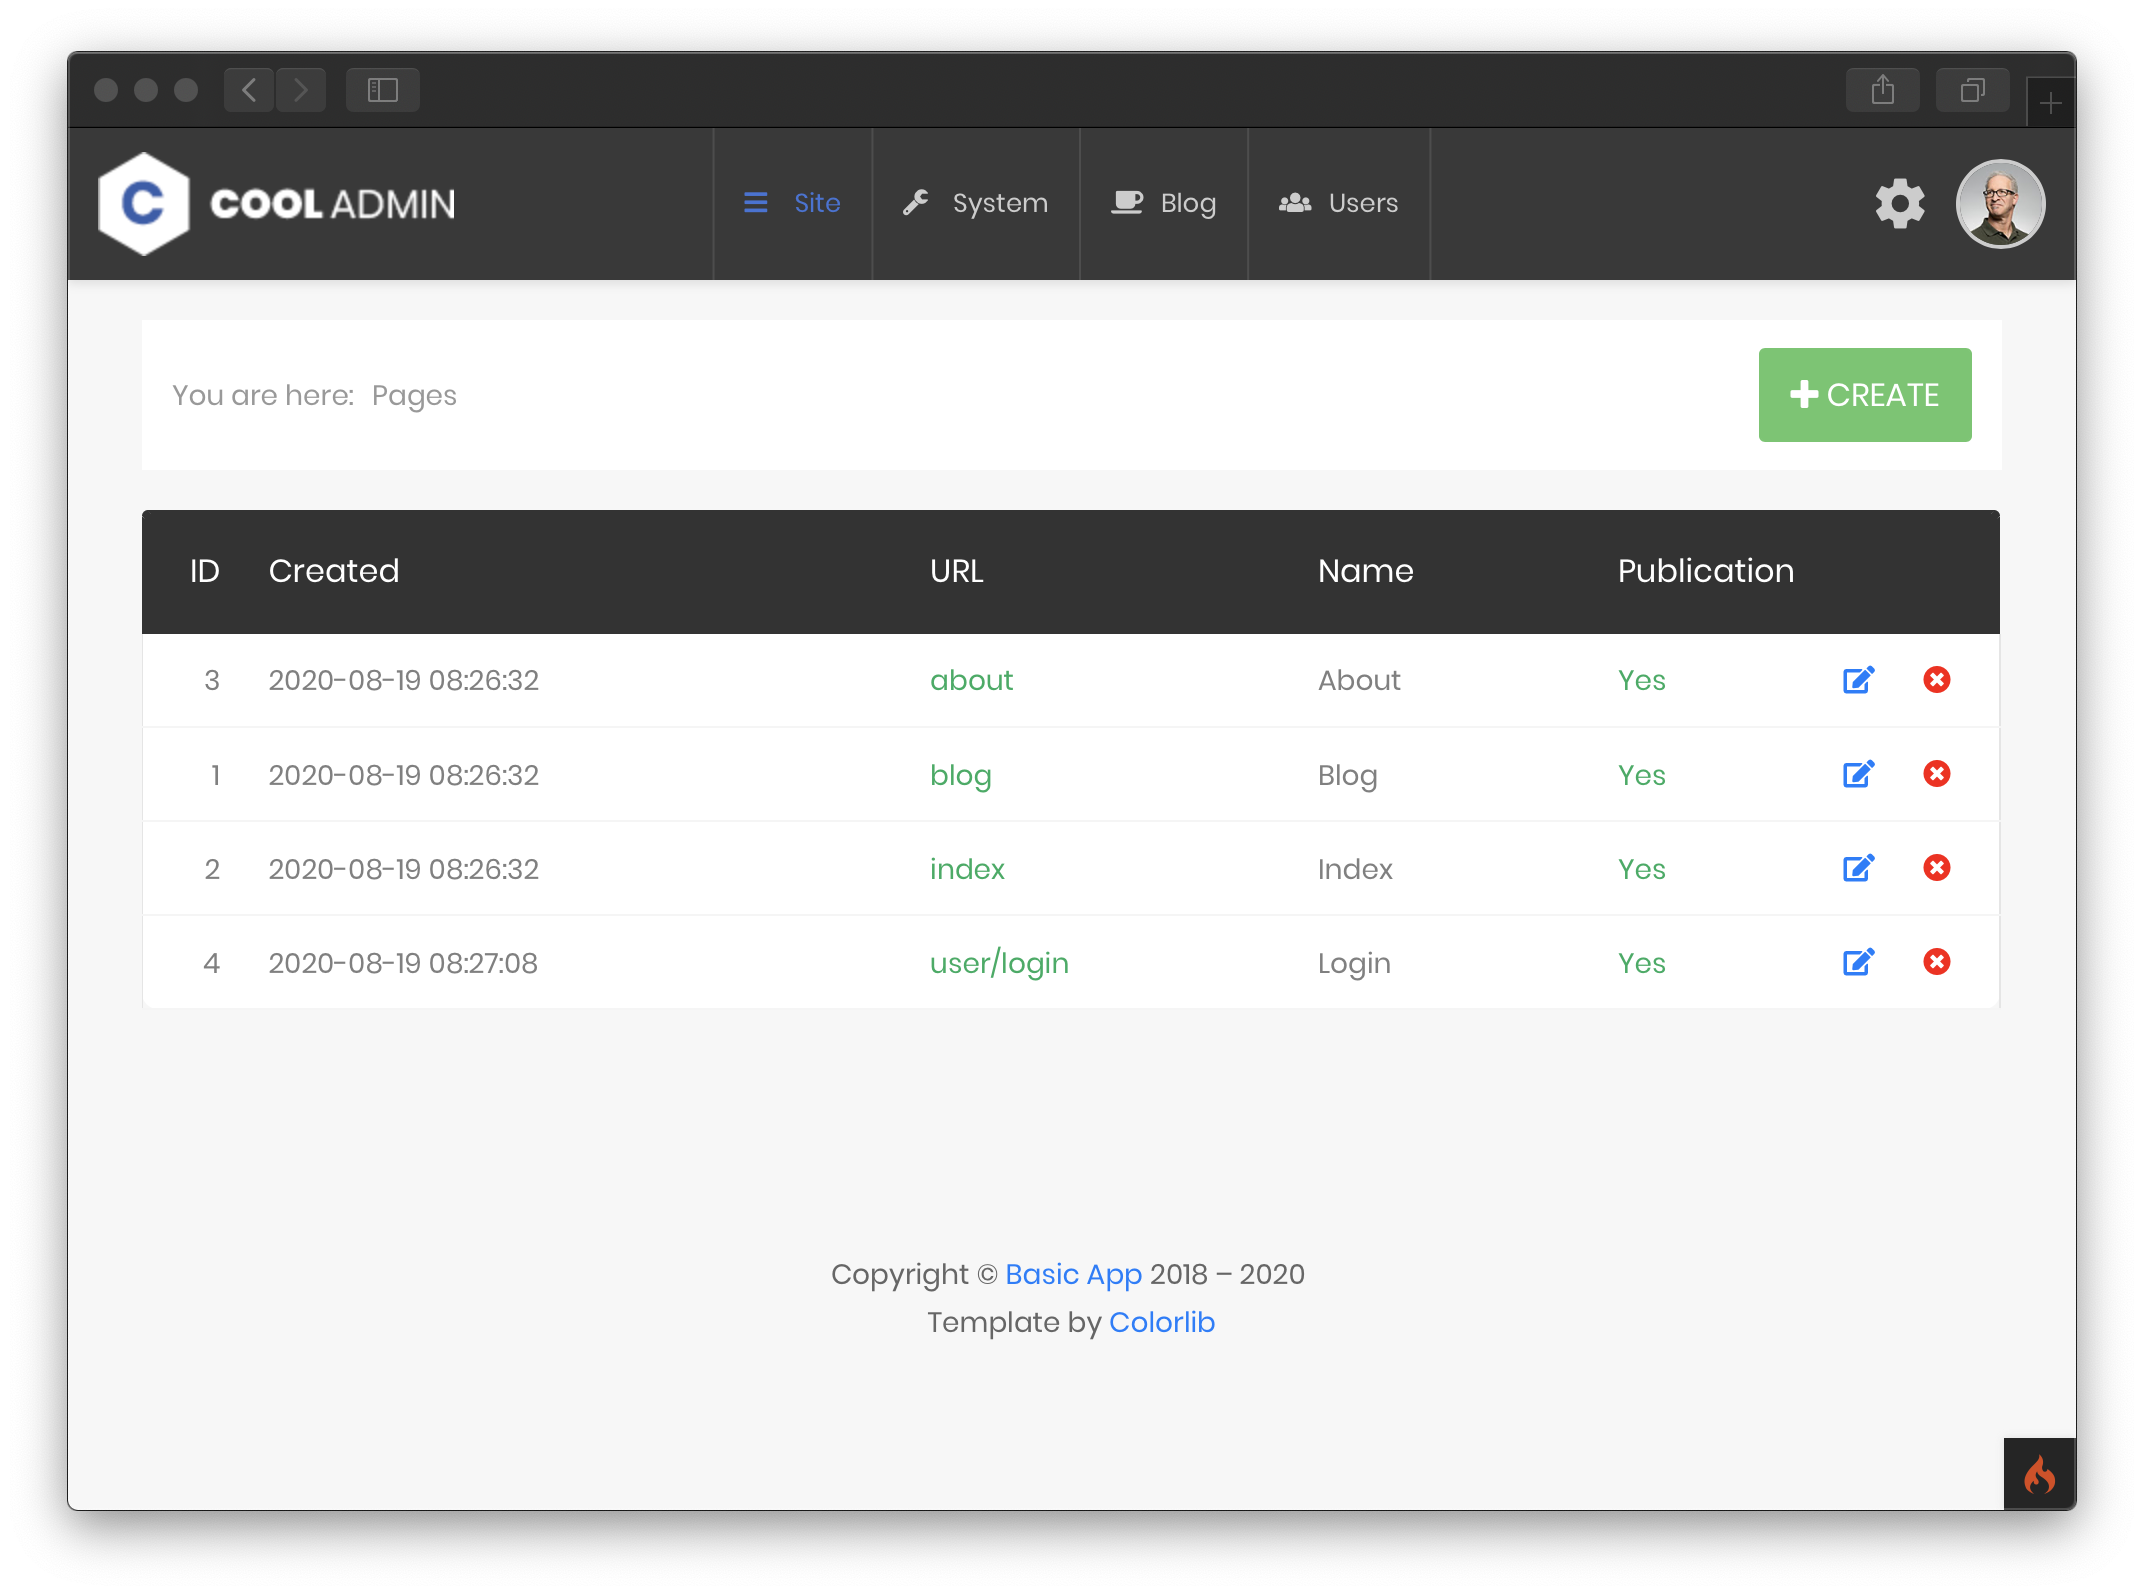 C COOL ADMIN
Site System Blog Users
You are here: Pages
CREATE
ID Created URL Name Publication
3 2020-08-19 08:26:32 about About Yes
1 2020-08-19 08:26:32 blog Blog Yes
2 2020-08-19 08:26:32 index Index Yes
4 2020-08-19 08:27:08 user/login Login Yes
Copyright © Basic App 2018 – 2020
Template by Colorlib